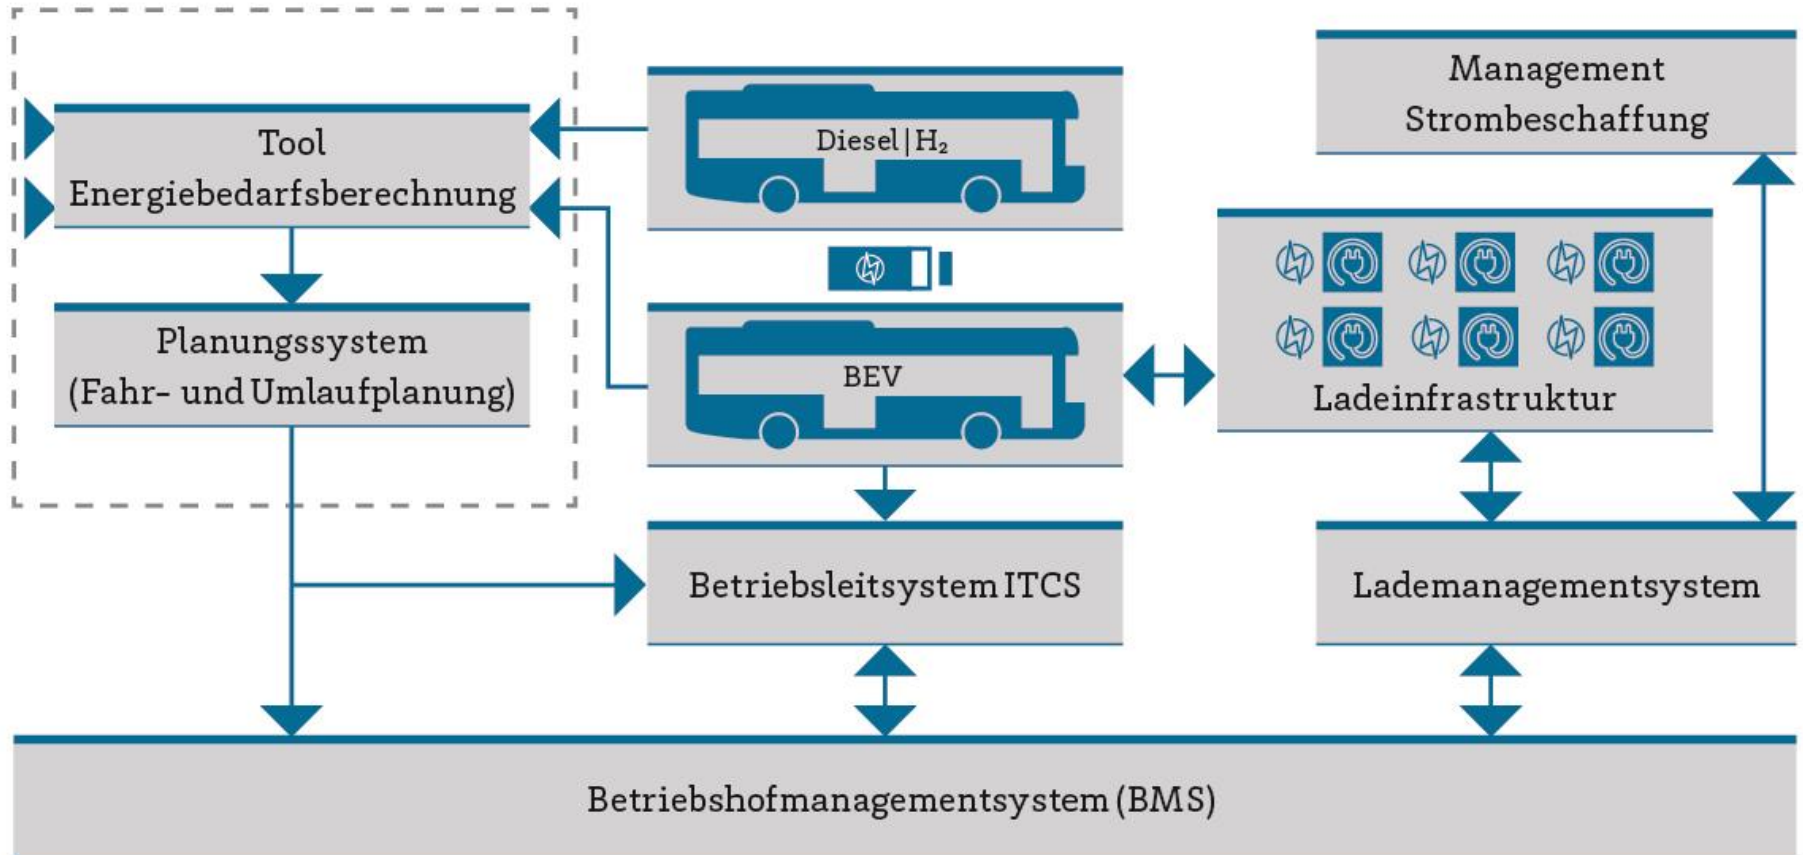 Tool
Energiebedarfsberechnung
Planungssystem
(Fahr- und Umlaufplanung)
Diesel|H₂
BEV
Management
Strombeschaffung
Ladeinfrastruktur
Betriebsleitsystem ITCS
Lademanagementsystem
Betriebshofmanagementsystem (BMS)